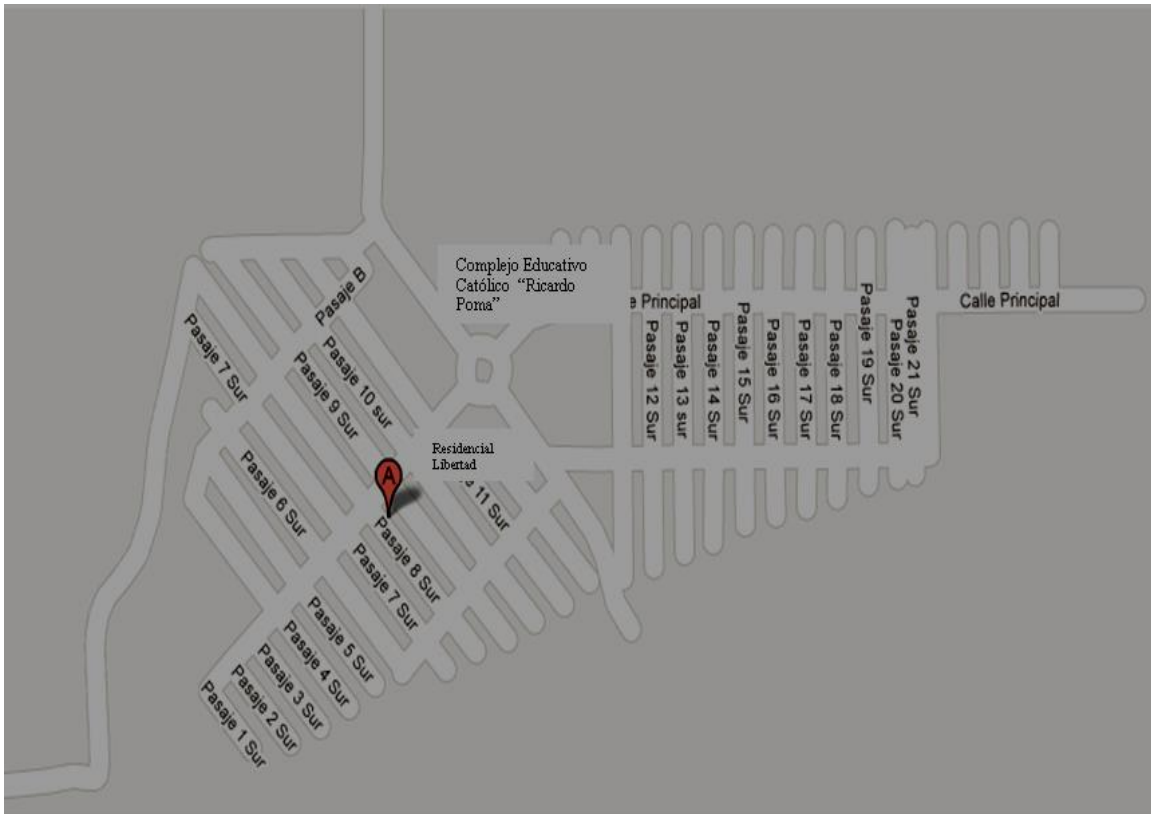 Complejo Educativo
Católico “Ricardo
Poma”
Pasaje B
e Principal
Calle Principal
Pasaje 7 Sur
Pasaje 9 Sur
Pasaje 10 sur
Pasaje 12 Sur
Pasaje 13 sur
Pasaje 14 Sur
Pasaje 15 Sur
Pasaje 16 Sur
Pasaje 17 Sur
Pasaje 18 Sur
Pasaje 19 Sur
Pasaje 20 Sur
Pasaje 21 Sur
Residencial
Libertad
A
Pasaje 6 Sur
e 11 Sur
Pasaje 8 Sur
Pasaje 7 Sur
Pasaje 5 Sur
Pasaje 4 Sur
Pasaje 3 Sur
Pasaje 2 Sur
Pasaje 1 Sur